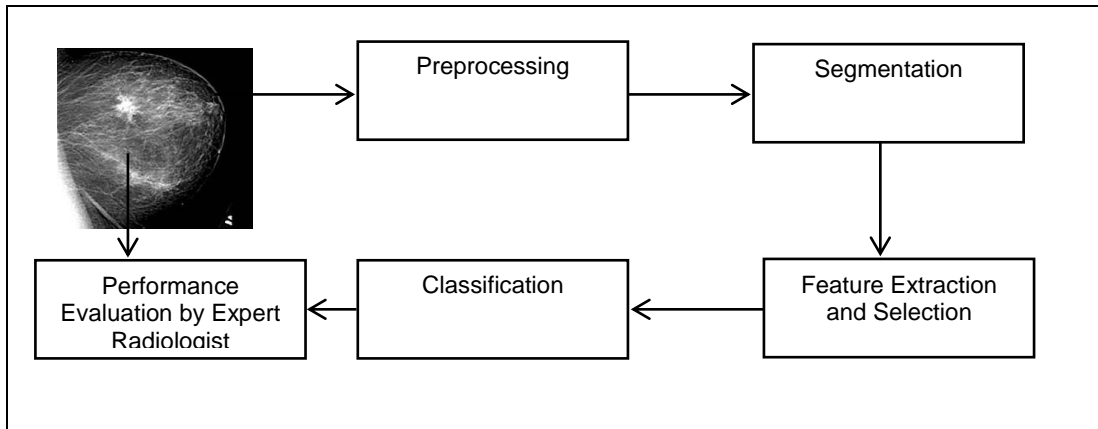 Preprocessing
Segmentation
Feature Extraction
and Selection
Classification
Performance
Evaluation by Expert
Radiologist